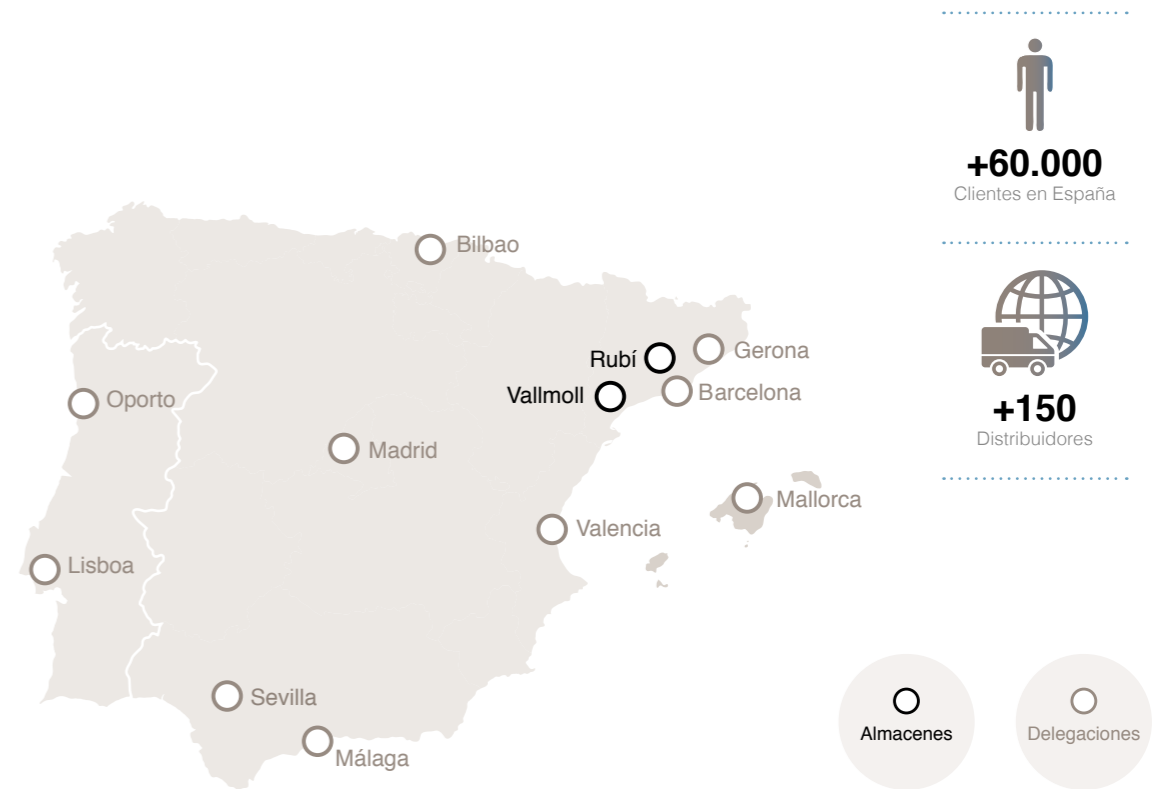 +60.000
Clientes en España
Bilbao
Gerona
Rubí
Barcelona
Vallmoll
Oporto
+150
Distribuidores
Madrid
Mallorca
Valencia
Lisboa
Sevilla
Málaga
Almacenes
Delegaciones